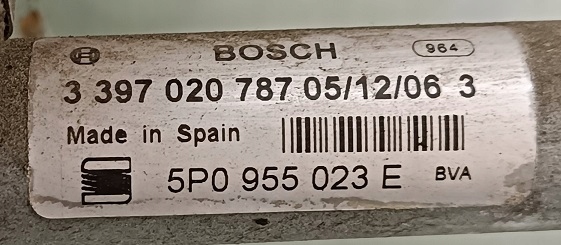 BOSCH 964
3 397 020 787 05/12/06 3
Made in Spain
5P0 955 023 E BVA